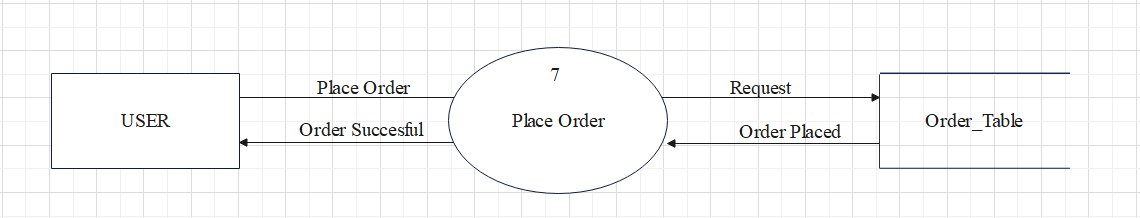 7
Place Order
Request
USER
Place Order
Order_Table
Order Succesful
Order Placed